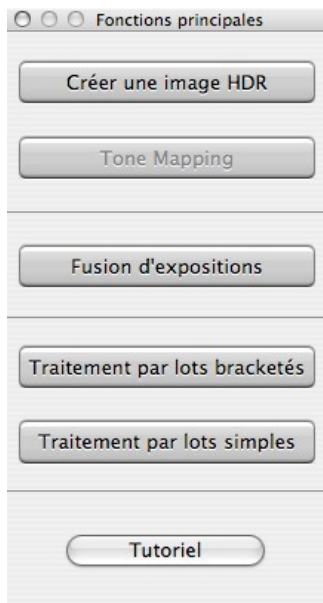 Fonctions principales
Créer une image HDR
Tone Mapping
Fusion d'expositions
Traitement par lots bracketés
Traitement par lots simples
Tutoriel